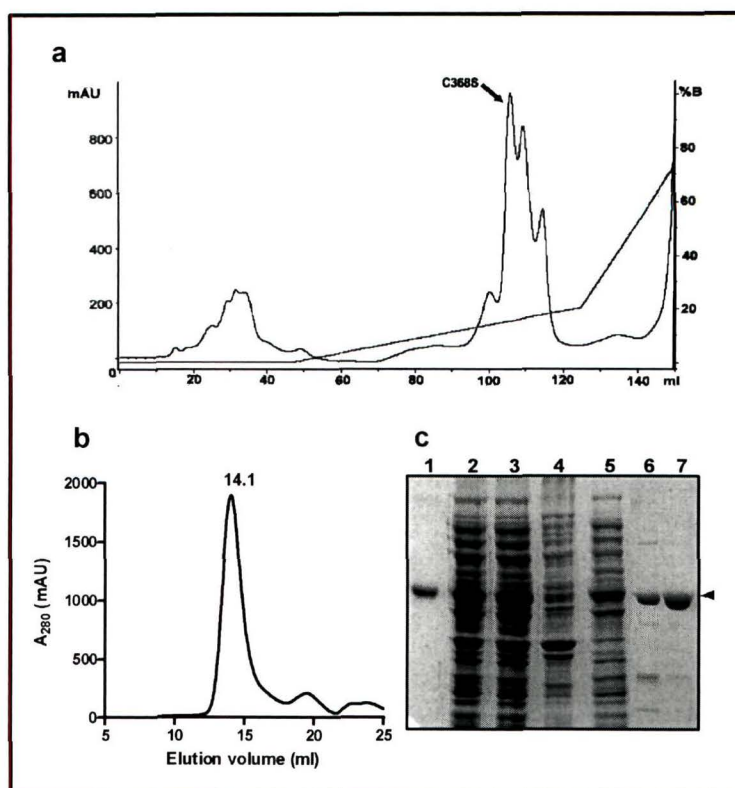 a
mAU
%B
C368S
800
600
400
200
0
80
60
40
20
20 40 60 80 100 120 140 ml
b
14.1
2000
1500
1000
500
0
A280 (mAU)
5 10 15 20 25
Elution volume (ml)
c
1 2 3 4 5 6 7